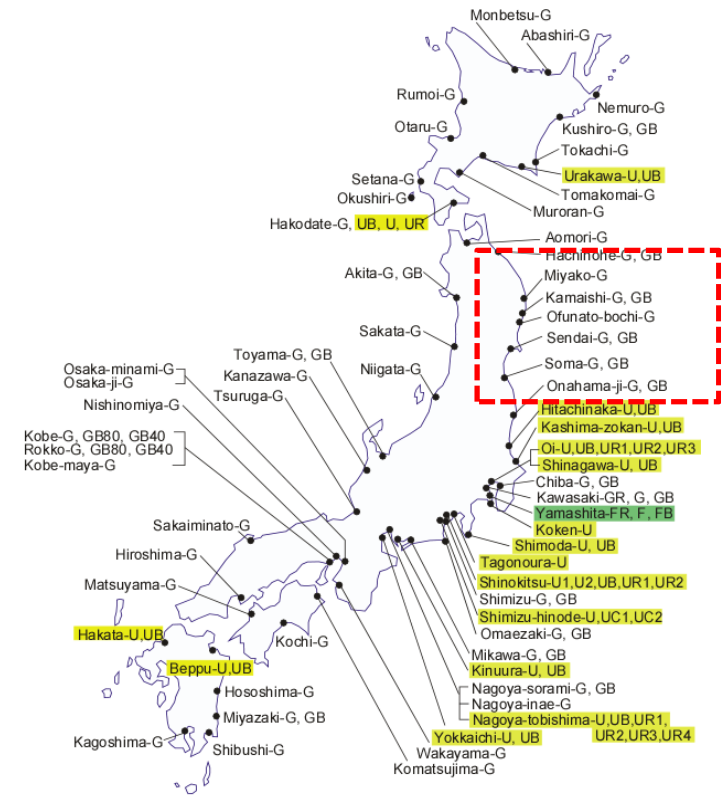 Monbetsu-G
Abashiri-G
Rumoi-G
Nemuro-G
Otaru-G
Kushiro-G, GB
Tokachi-G
Urakawa-U,UB
Setana-G
Tomakomai-G
Okushiri-G
Muroran-G
Hakodate-G, UB, U, UR
Aomori-G
Hachinohe-G, GB
Akita-G, GB
Miyako-G
Kamaishi-G, GB
Ofunato-bochi-G
Sakata-G
Sendai-G, GB
Toyama-G, GB
Soma-G, GB
Osaka-minami-G
Osaka-ji-G
Kanazawa-G
Niigata-G
Onahama-ji-G, GB
Tsuruga-G
Nishinomiya-G
Hitachinaka-U,UB
Kashima-zokan-U,UB
Kobe-G, GB80, GB40
Rokko-G, GB80, GB40
Kobe-maya-G
Oi-U,UB,UR1,UR2,UR3
Shinagawa-U, UB
Chiba-G, GB
Kawasaki-GR, G, GB
Yamashita-FR, F, FB
Sakaiminato-G
Koken-U
Shimoda-U, UB
Hiroshima-G
Tagonoura-U
Matsuyama-G
Shinokitsu-U1,U2,UB,UR1,UR2
Shimizu-G, GB
Shimizu-hinode-U,UC1,UC2
Hakata-U,UB
Omaezaki-G, GB
Kochi-G
Mikawa-G, GB
Beppu-U,UB
Kinuura-U, UB
Hososhima-G
Nagoya-sorami-G, GB
Nagoya-inae-G
Miyazaki-G, GB
Nagoya-tobishima-U,UB,UR1,
UR2,UR3,UR4
Yokkaichi-U, UB
Kagoshima-G
Shibushi-G
Wakayama-G
Komatsujima-G